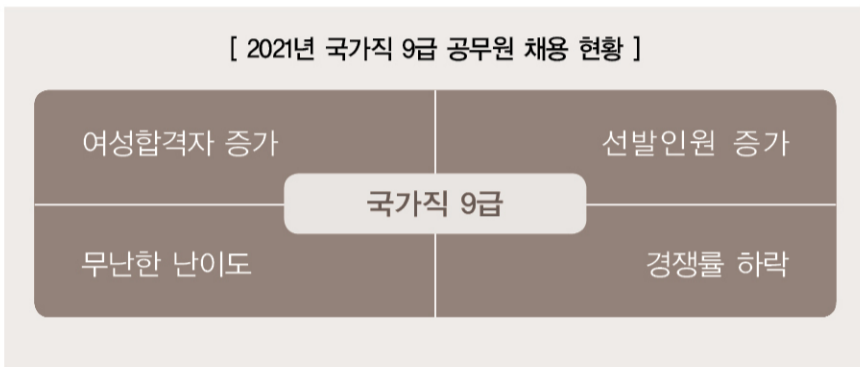 [ 2021년 국가직 9급 공무원 채용 현황 ]
여성합격자 증가
선발인원 증가
국가직 9급
무난한 난이도
경쟁률 하락